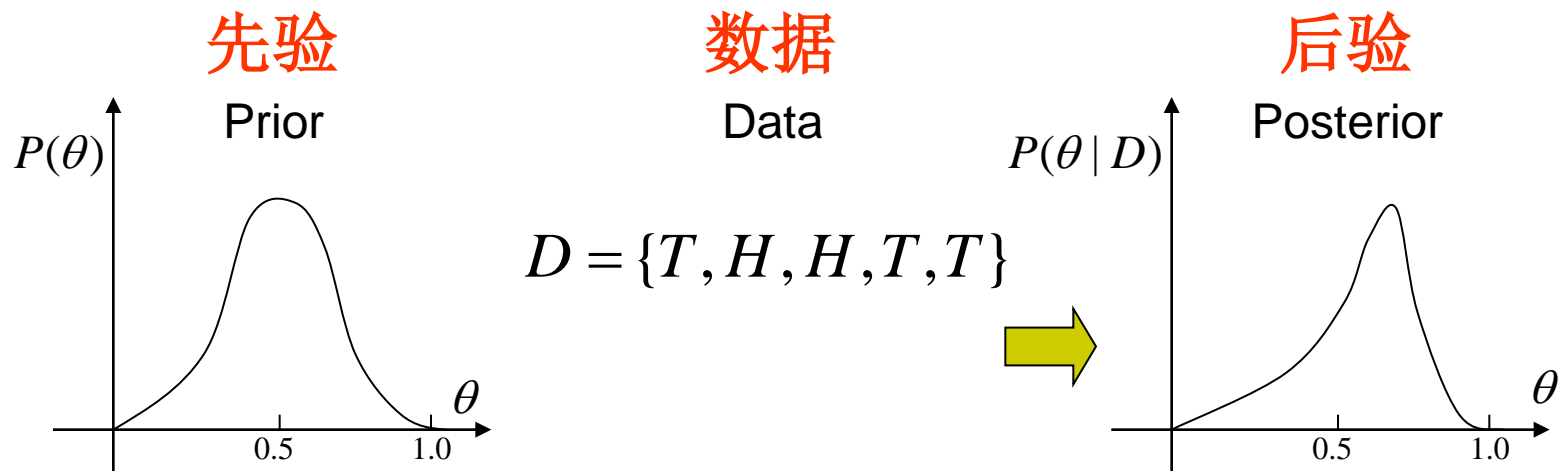 先验 数据 后验
Prior Data Posterior
P(θ) P(θ | D)
D = {T, H, H, T, T}
θ θ
0.5 1.0 0.5 1.0